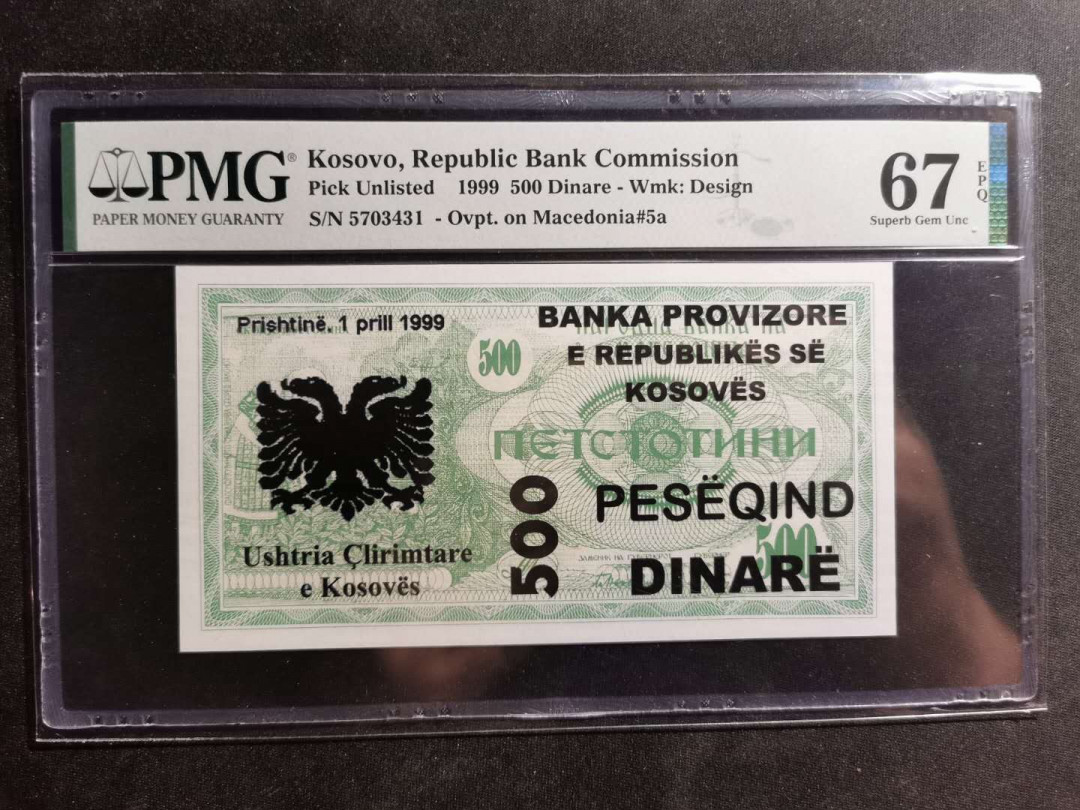 PMG®
PAPER MONEY GUARANTY
Kosovo, Republic Bank Commission
Pick Unlisted 1999 500 Dinare - Wmk: Design
S/N 5703431 - Ovpt. on Macedonia#5a
67
EPQ
Superb Gem Unc
Prishtinë, 1 prill 1999
500
BANKA PROVIZORE
E REPUBLIKËS SË
KOSOVËS
ПЕТСТОТИНИ
500
PESËQIND
500
DINARË
Ushtria Çlirimtare
e Kosovës